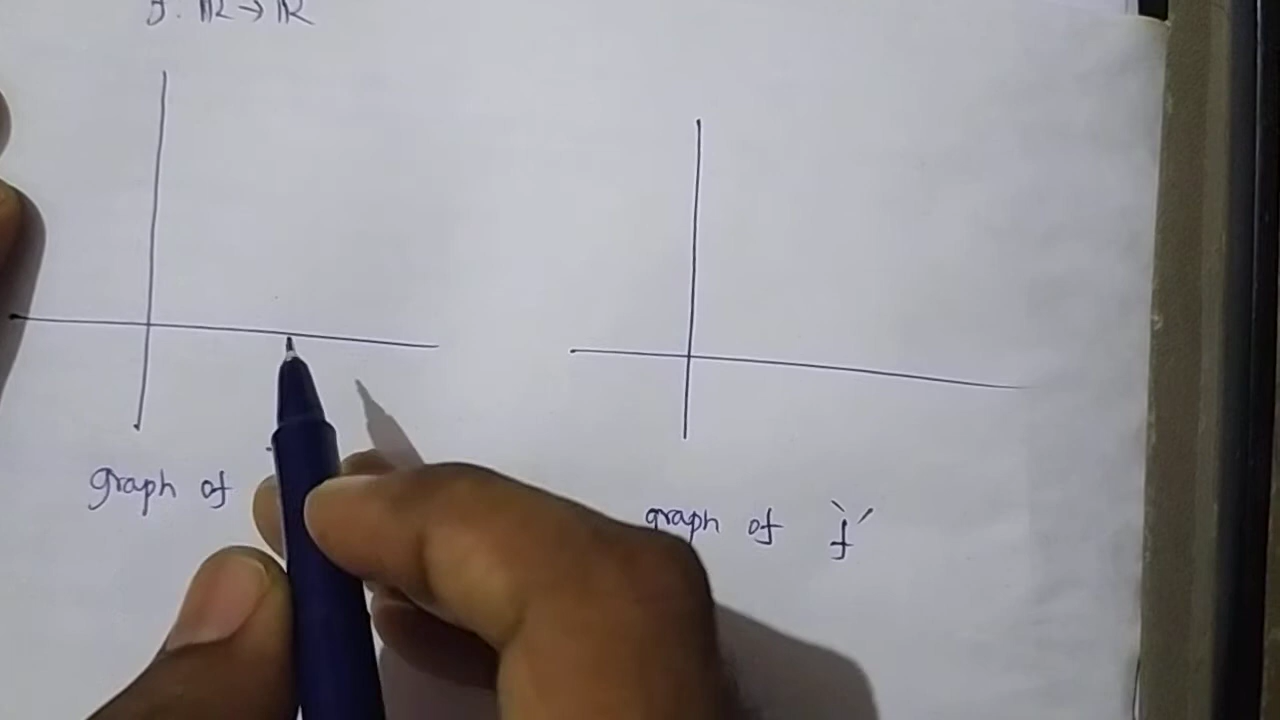 f: ℝ → ℝ
graph of
graph of `f´